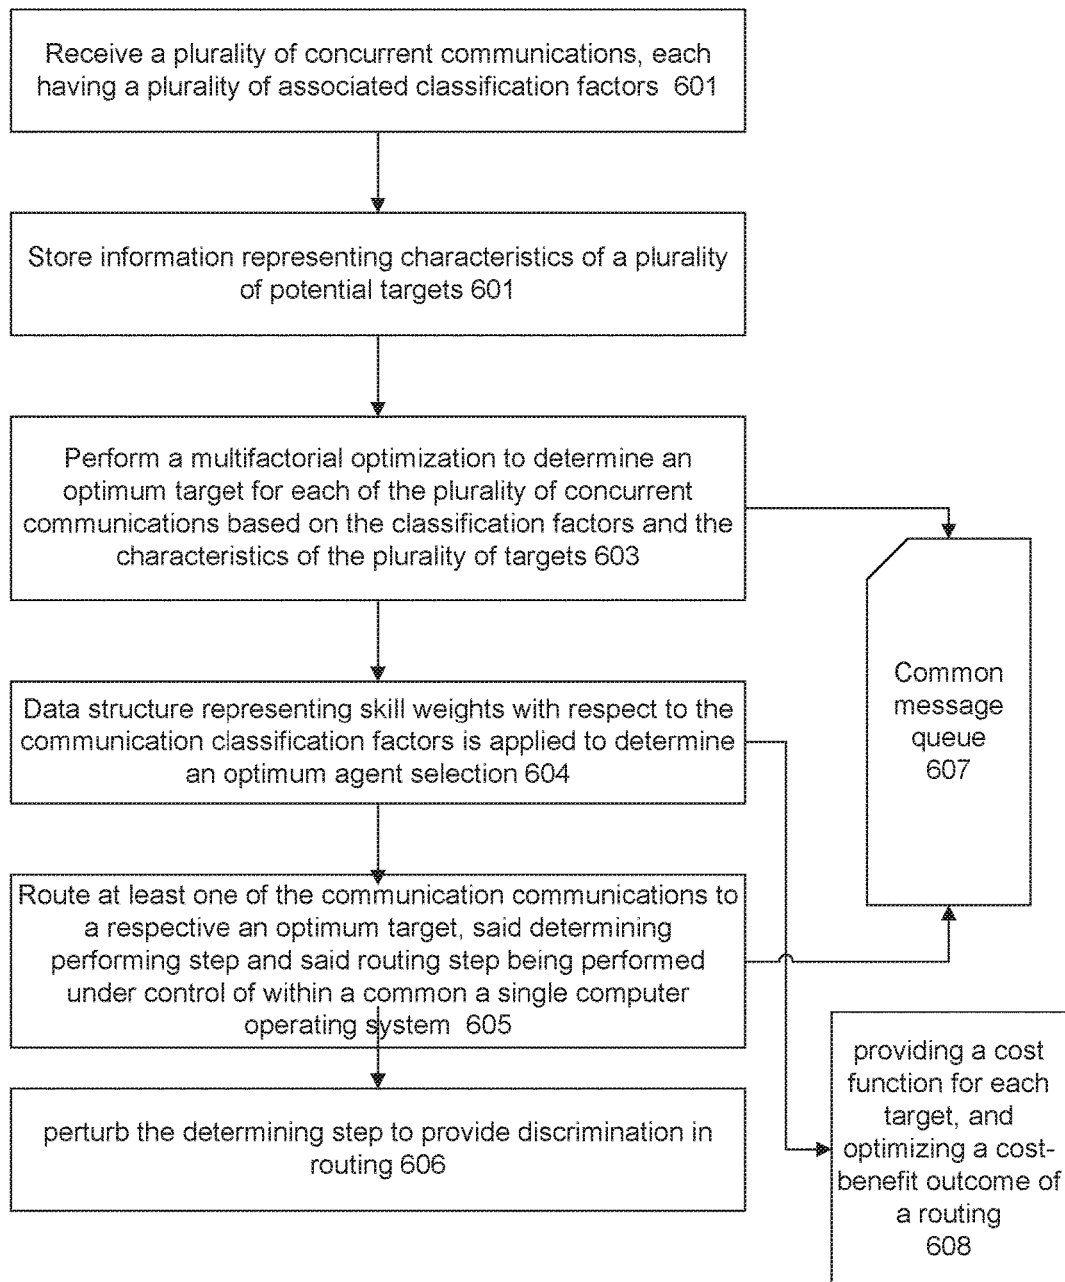 Receive a plurality of concurrent communications, each
having a plurality of associated classification factors 601
Store information representing characteristics of a plurality
of potential targets 601
Perform a multifactorial optimization to determine an
optimum target for each of the plurality of concurrent
communications based on the classification factors and the
characteristics of the plurality of targets 603
Common
message
queue
607
Data structure representing skill weights with respect to the
communication classification factors is applied to determine
an optimum agent selection 604
Route at least one of the communication communications to
a respective an optimum target, said determining
performing step and said routing step being performed
under control of within a common a single computer
operating system 605
providing a cost
function for each
target, and
optimizing a cost-
benefit outcome of
a routing
608
perturb the determining step to provide discrimination in
routing 606